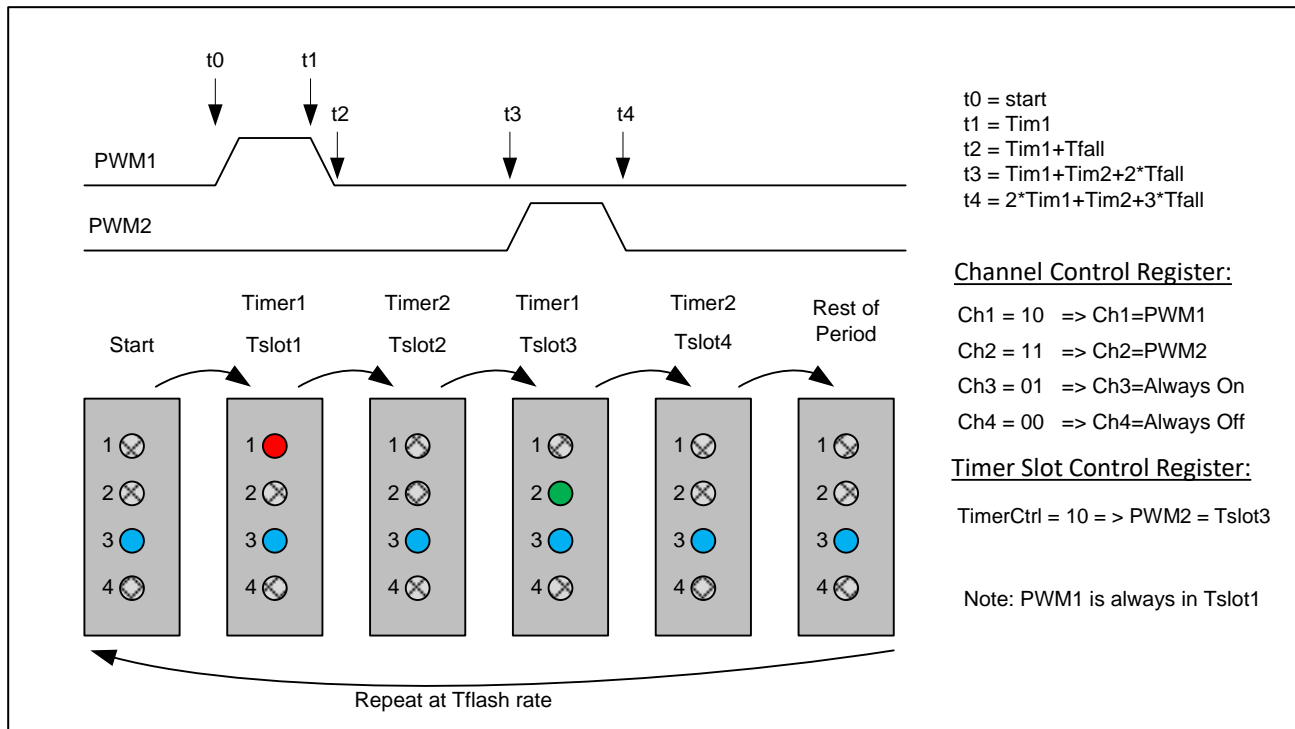 t0
t1
t2
t3
t4
PWM1
PWM2
t0 = start
t1 = Tim1
t2 = Tim1+Tfall
t3 = Tim1+Tim2+2*Tfall
t4 = 2*Tim1+Tim2+3*Tfall
Channel Control Register:
Ch1 = 10 => Ch1=PWM1
Ch2 = 11 => Ch2=PWM2
Ch3 = 01 => Ch3=Always On
Ch4 = 00 => Ch4=Always Off
Timer Slot Control Register:
TimerCtrl = 10 = > PWM2 = Tslot3
Note: PWM1 is always in Tslot1
Start
Timer1
Tslot1
Timer2
Tslot2
Timer1
Tslot3
Timer2
Tslot4
Rest of
Period
1
2
3
4
1
2
3
4
1
2
3
4
1
2
3
4
1
2
3
4
1
2
3
4
Repeat at Tflash rate